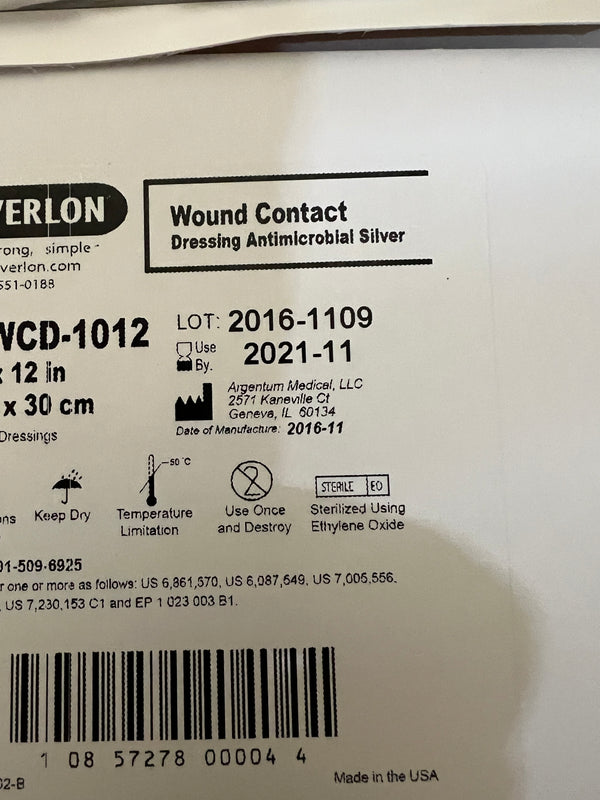 VERLON
Wound Contact
Dressing Antimicrobial Silver
rong, simple
verlon.com
551-0188
WCD-1012
x 12 in
x 30 cm
Dressings
LOT: 2016-1109
Use
By. 2021-11
Argentum Medical, LLC
2571 Kaneville Ct
Geneva, IL 60134
Date of Manufacture: 2016-11
50 °C
2
STERILE EO
ns Keep Dry Temperature Limitation Use Once and Destroy Sterilized Using Ethylene Oxide
01-509-6925
r one or more as follows: US 6,861,570, US 6,087,549, US 7,005,556.
, US 7,230,153 C1 and EP 1 023 003 B1.
1 08 57278 00004 4
02-B
Made in the USA